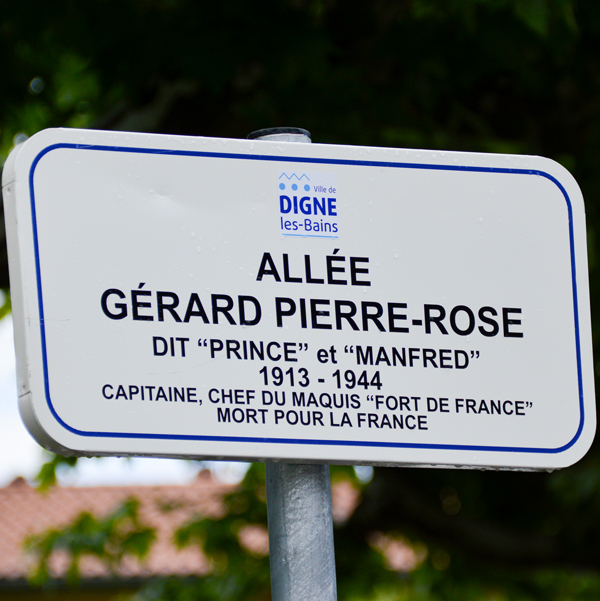 Ville de
DIGNE
les-Bains
ALLÉE
GÉRARD PIERRE-ROSE
DIT “PRINCE” et “MANFRED”
1913 - 1944
CAPITAINE, CHEF DU MAQUIS “FORT DE FRANCE”
MORT POUR LA FRANCE